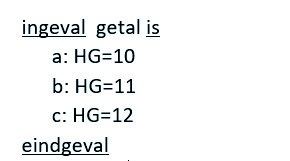 ingeval getal is
a: HG=10
b: HG=11
c: HG=12
eindgeval